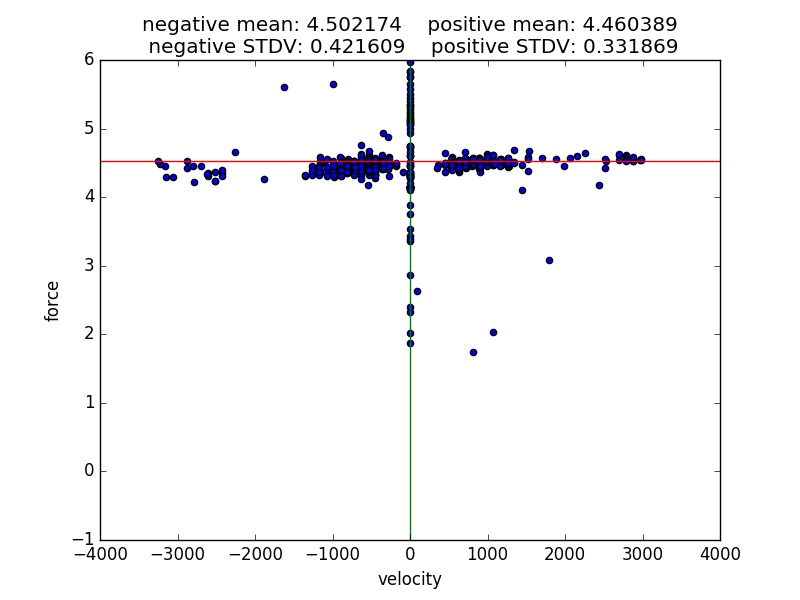 negative mean: 4.502174 positive mean: 4.460389
negative STDV: 0.421609 positive STDV: 0.331869
6
5
4
3
2
1
0
−1
force
−4000 −3000 −2000 −1000 0 1000 2000 3000 4000
velocity